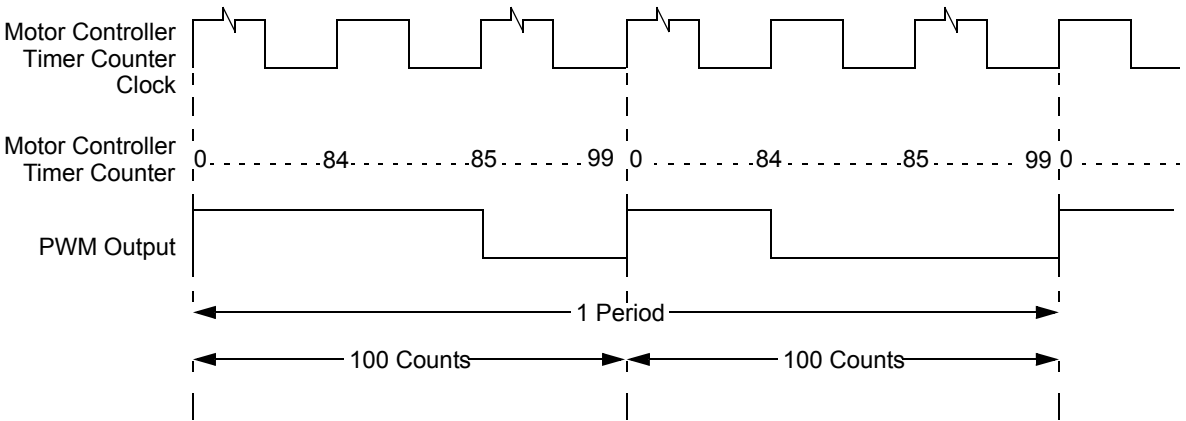 Motor Controller
Timer Counter
Clock
Motor Controller
Timer Counter
0 84 85 99 0 84 85 99 0
PWM Output
1 Period
100 Counts 100 Counts